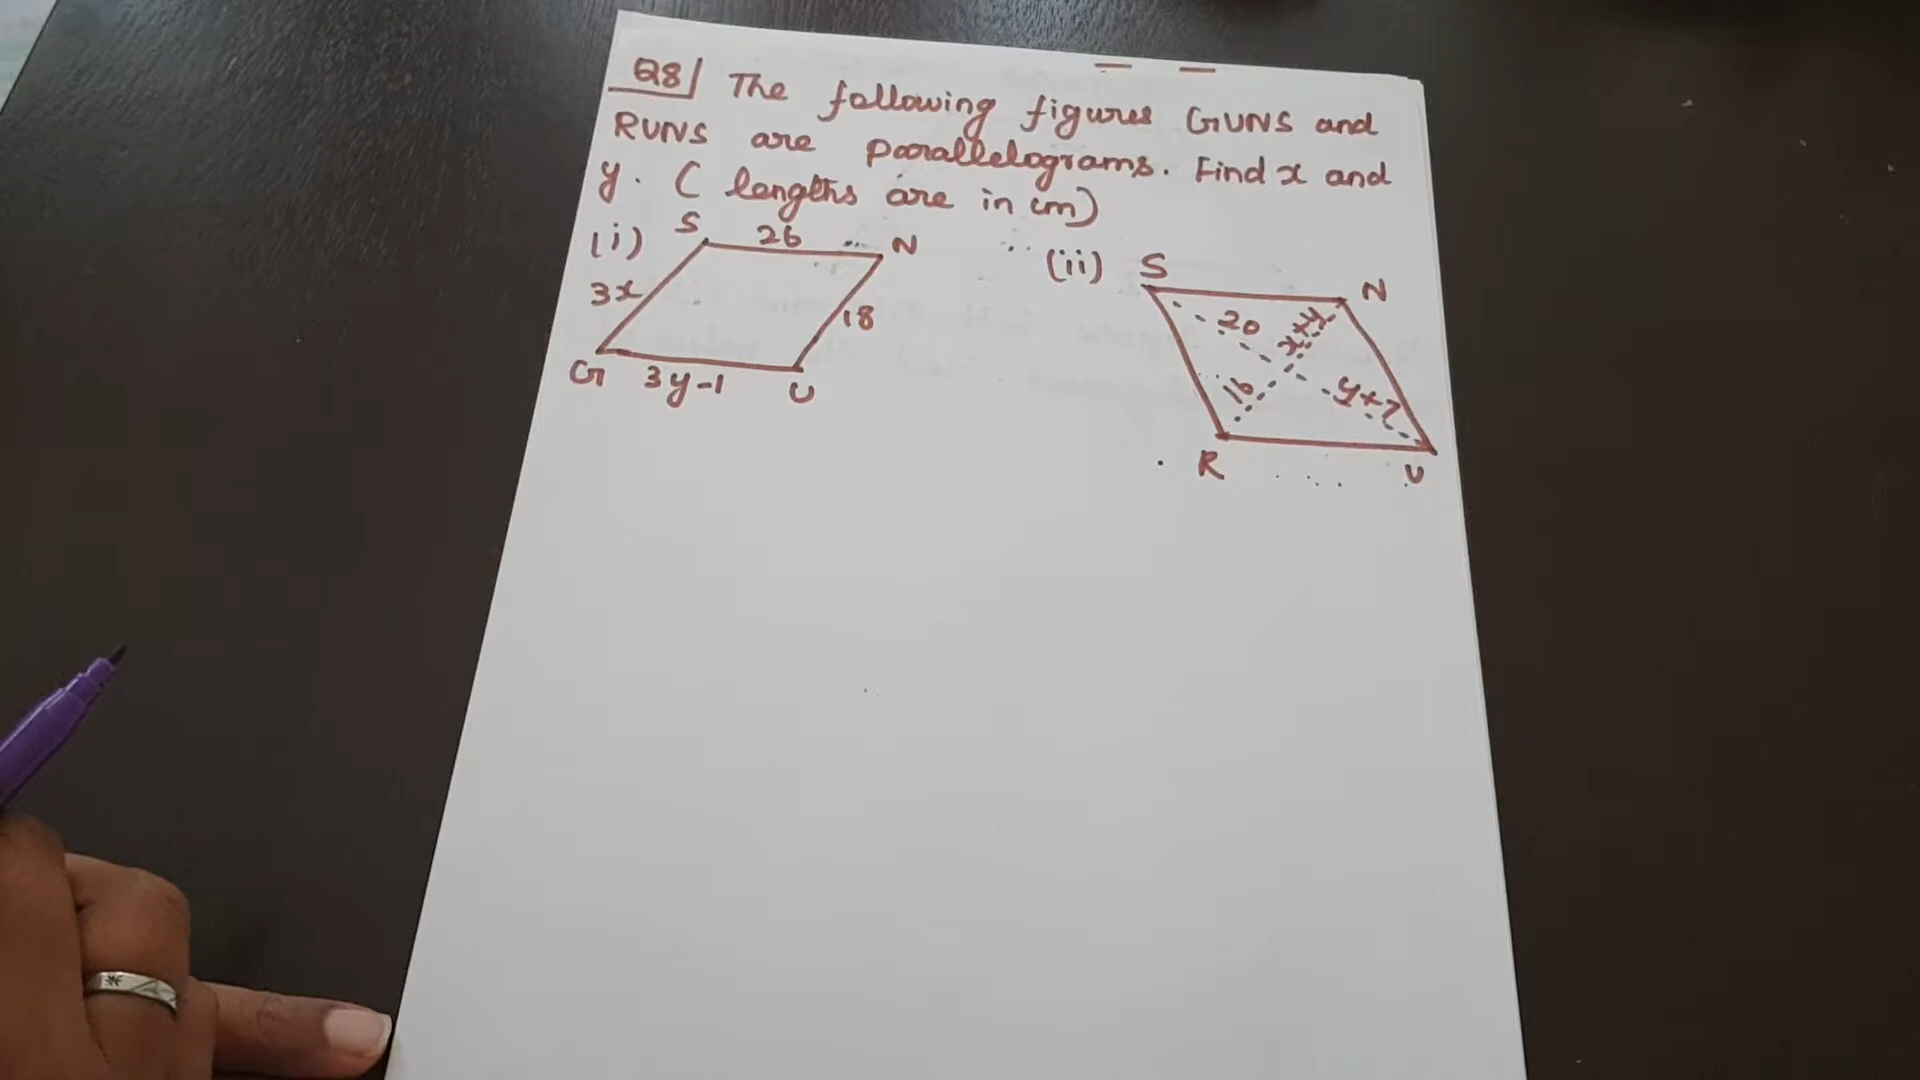 Q8 The following figures GUNS and
RUNS are parallelograms. Find x and
y. (lengths are in cm)
(i) S 26 N
3x
18
G 3y-1 U
(ii) S N
20 x+y
16 y+7
R U